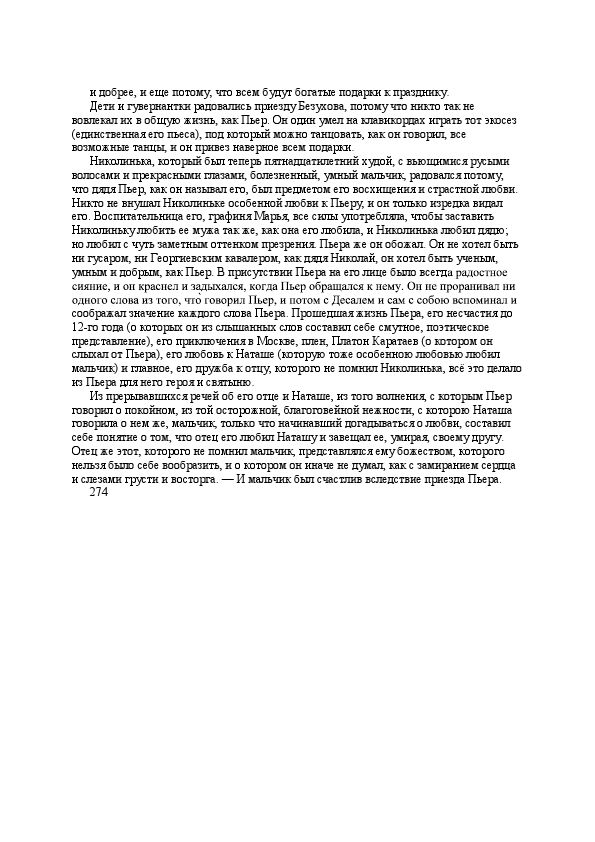 и добрее, и еще потому, что всем будут богатые подарки к празднику.
Дети и гувернантки радовались приезду Безухова, потому что никто так не
вовлекал их в общую жизнь, как Пьер. Он один умел на клавикордах играть тот экосез
(единственная его пьеса), под который можно танцовать, как он говорил, все
возможные танцы, и он привез наверное всем подарки.
Николинька, который был теперь пятнадцатилетний худой, с вьющимися русыми
волосами и прекрасными глазами, болезненный, умный мальчик, радовался потому,
что дядя Пьер, как он называл его, был предметом его восхищения и страстной любви.
Никто не внушал Николиньке особенной любви к Пьеру, и он только изредка видал
его. Воспитательница его, графиня Марья, все силы употребляла, чтобы заставить
Николиньку любить ее мужа так же, как она его любила, и Николинька любил дядю;
но любил с чуть заметным оттенком презрения. Пьера же он обожал. Он не хотел быть
ни гусаром, ни Георгиевским кавалером, как дядя Николай, он хотел быть ученым,
умным и добрым, как Пьер. В присутствии Пьера на его лице было всегда радостное
сияние, и он краснел и задыхался, когда Пьер обращался к нему. Он не проранивал ни
одного слова из того, что̀ говорил Пьер, и потом с Десалем и сам с собою вспоминал и
соображал значение каждого слова Пьера. Прошедшая жизнь Пьера, его несчастия до
12-го года (о которых он из слышанных слов составил себе смутное, поэтическое
представление), его приключения в Москве, плен, Платон Каратаев (о котором он
слыхал от Пьера), его любовь к Наташе (которую тоже особенною любовью любил
мальчик) и главное, его дружба к отцу, которого не помнил Николинька, всё это делало
из Пьера для него героя и святыню.
Из прерывавшихся речей об его отце и Наташе, из того волнения, с которым Пьер
говорил о покойном, из той осторожной, благоговейной нежности, с которою Наташа
говорила о нем же, мальчик, только что начинавший догадываться о любви, составил
себе понятие о том, что отец его любил Наташу и завещал ее, умирая, своему другу.
Отец же этот, которого не помнил мальчик, представлялся ему божеством, которого
нельзя было себе вообразить, и о котором он иначе не думал, как с замиранием сердца
и слезами грусти и восторга. — И мальчик был счастлив вследствие приезда Пьера.
274